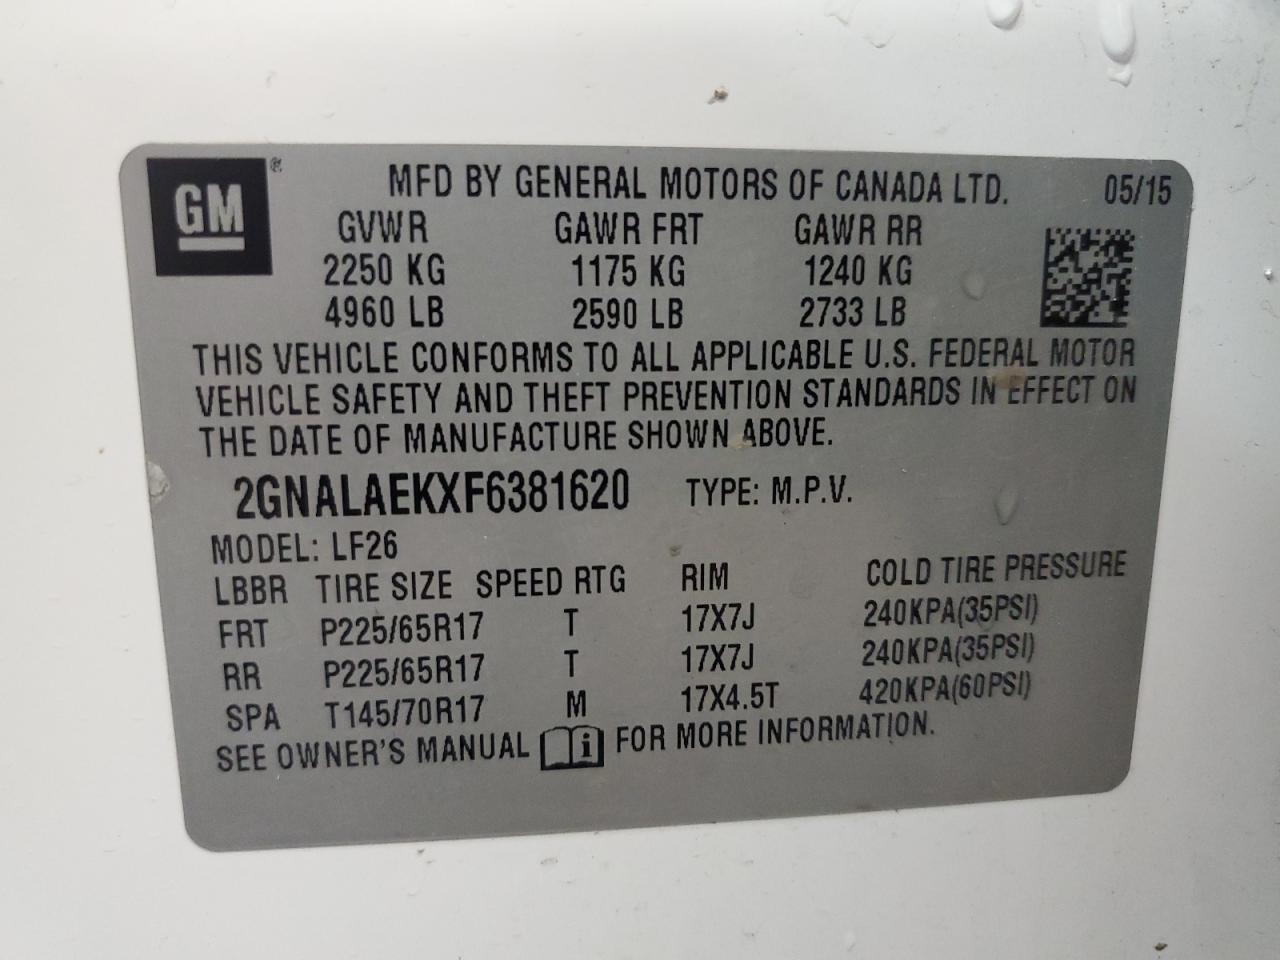 GM ®
MFD BY GENERAL MOTORS OF CANADA LTD. 05/15
GVWR GAWR FRT GAWR RR
2250 KG 1175 KG 1240 KG
4960 LB 2590 LB 2733 LB
THIS VEHICLE CONFORMS TO ALL APPLICABLE U.S. FEDERAL MOTOR
VEHICLE SAFETY AND THEFT PREVENTION STANDARDS IN EFFECT ON
THE DATE OF MANUFACTURE SHOWN ABOVE.
2GNALAEKXF6381620 TYPE: M.P.V.
MODEL: LF26
LBBR TIRE SIZE SPEED RTG RIM COLD TIRE PRESSURE
FRT P225/65R17 T 17X7J 240KPA(35PSI)
RR P225/65R17 T 17X7J 240KPA(35PSI)
SPA T145/70R17 M 17X4.5T 420KPA(60PSI)
SEE OWNER'S MANUAL i FOR MORE INFORMATION.